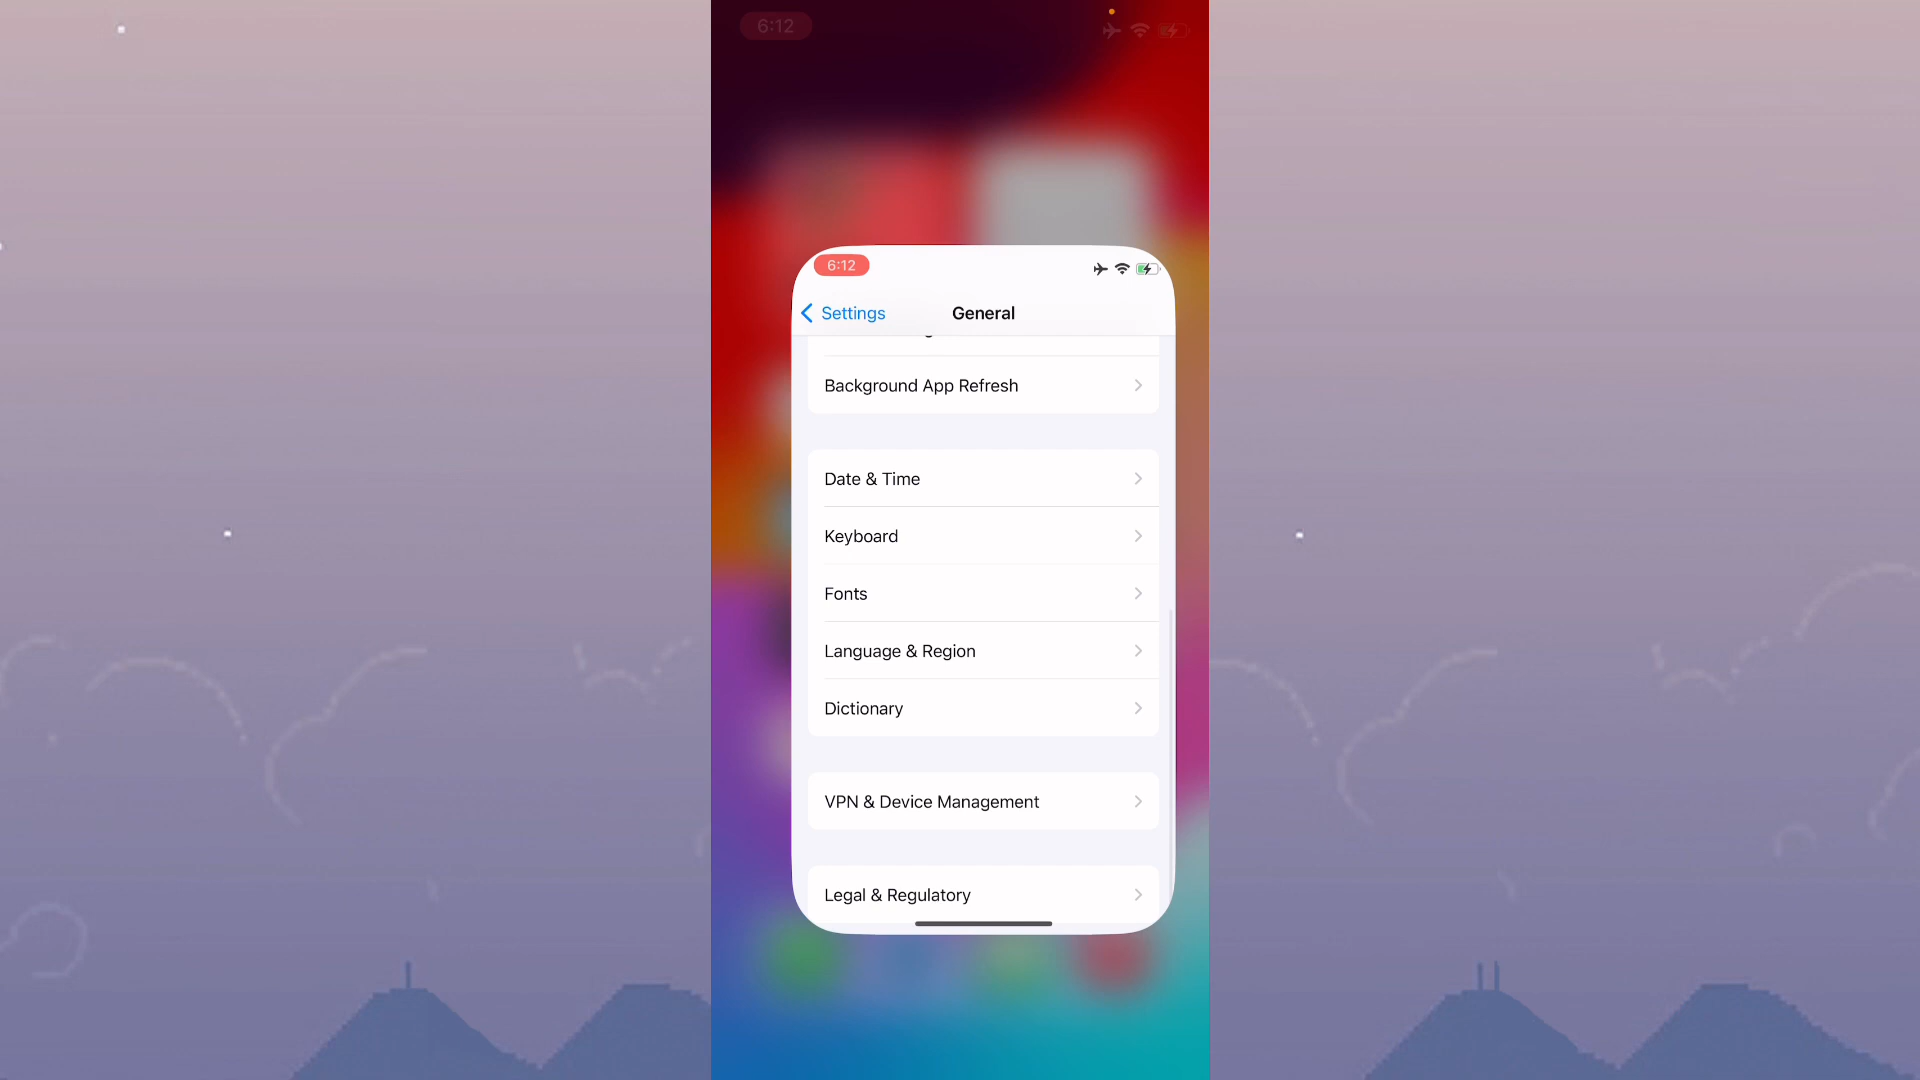 6:12
6:12
Settings
General
Background App Refresh
Date & Time
Keyboard
Fonts
Language & Region
Dictionary
VPN & Device Management
Legal & Regulatory